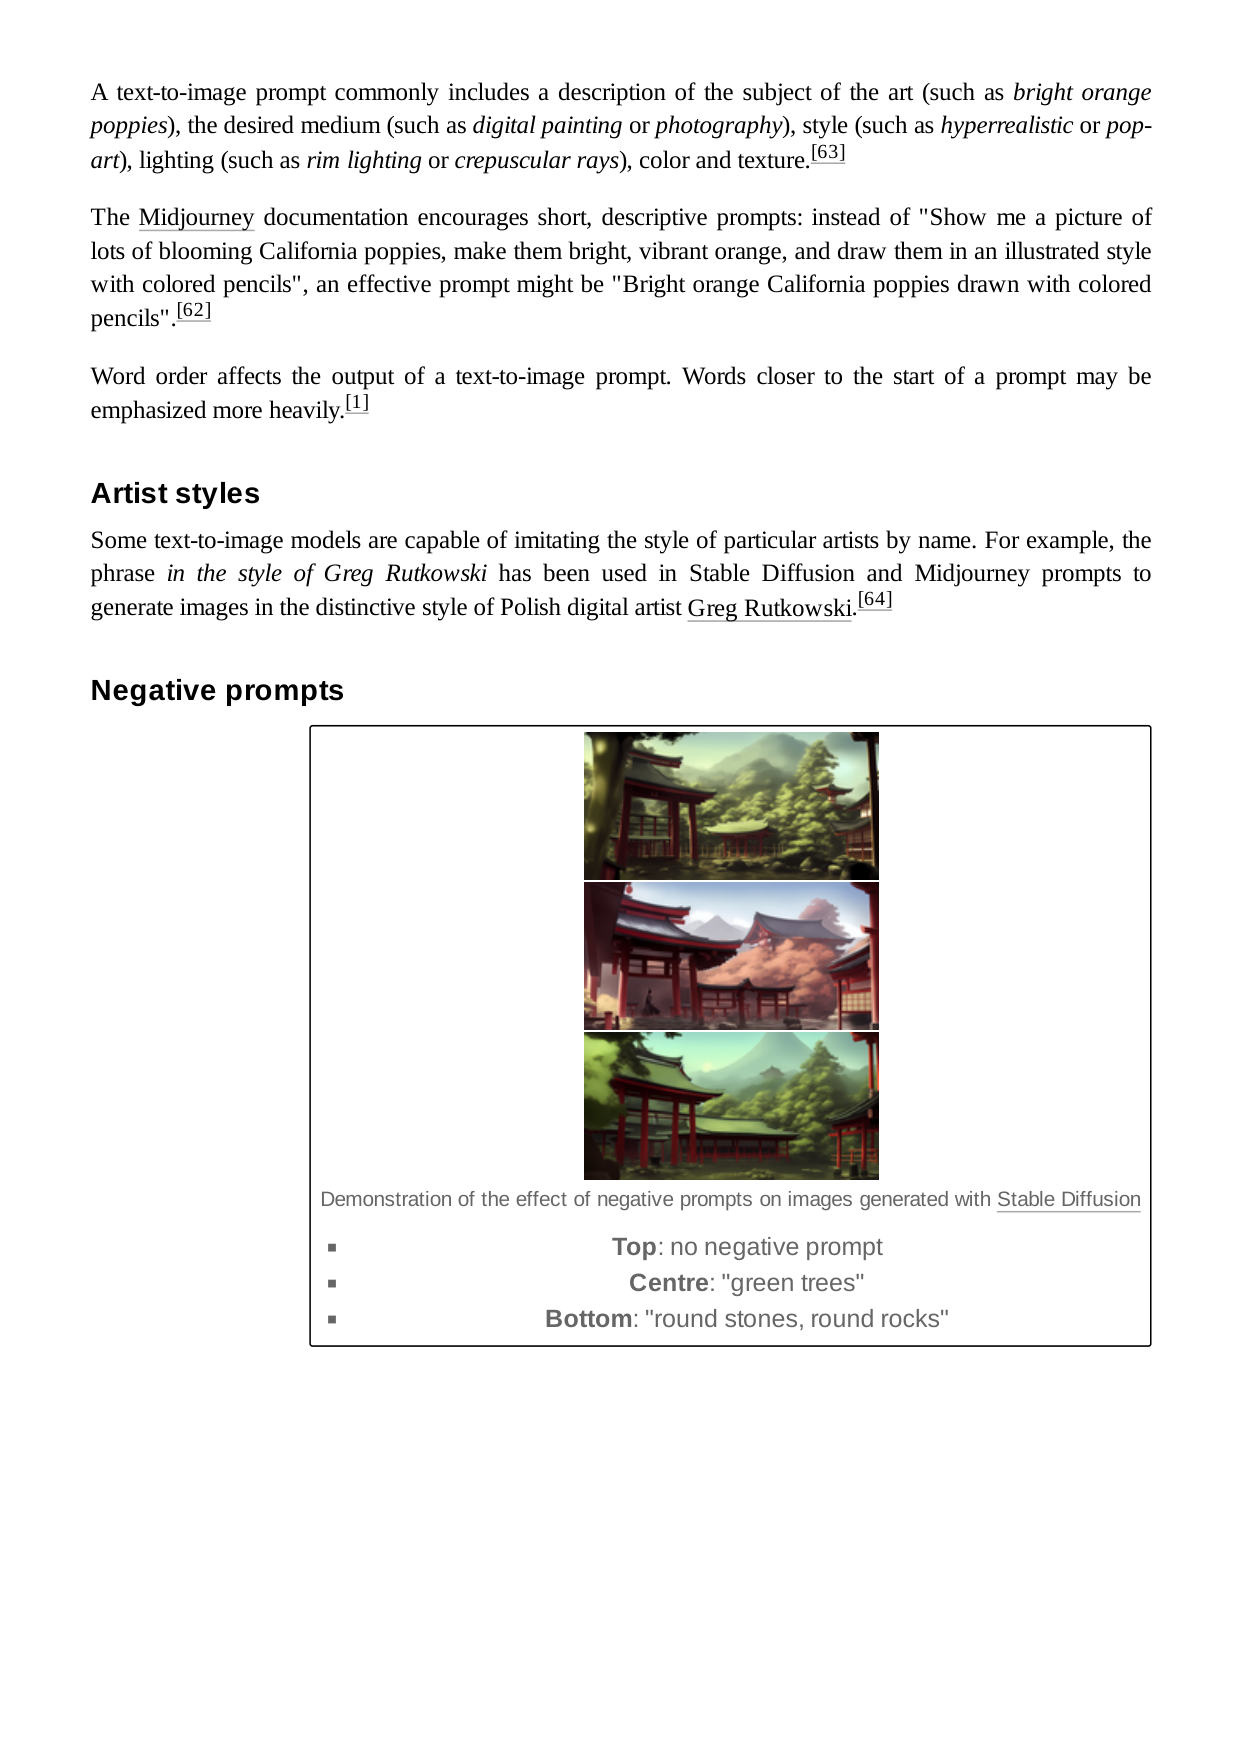 A text-to-image prompt commonly includes a description of the subject of the art (such as bright orange
poppies), the desired medium (such as digital painting or photography), style (such as hyperrealistic or pop-
art), lighting (such as rim lighting or crepuscular rays), color and texture.[63]
The Midjourney documentation encourages short, descriptive prompts: instead of "Show me a picture of
lots of blooming California poppies, make them bright, vibrant orange, and draw them in an illustrated style
with colored pencils", an effective prompt might be "Bright orange California poppies drawn with colored
pencils".[62]
Word order affects the output of a text-to-image prompt. Words closer to the start of a prompt may be
emphasized more heavily.[1]
Artist styles
Some text-to-image models are capable of imitating the style of particular artists by name. For example, the
phrase in the style of Greg Rutkowski has been used in Stable Diffusion and Midjourney prompts to
generate images in the distinctive style of Polish digital artist Greg Rutkowski.[64]
Negative prompts
Demonstration of the effect of negative prompts on images generated with Stable Diffusion
▪ Top: no negative prompt
▪ Centre: "green trees"
▪ Bottom: "round stones, round rocks"